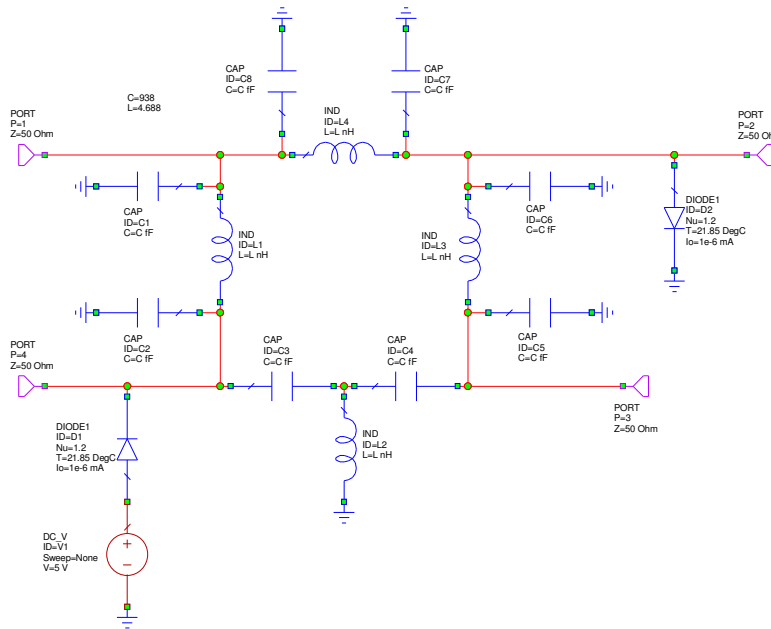 CAP
ID=C8
C=C fF
CAP
ID=C7
C=C fF
C=938
L=4.688
IND
ID=L4
L=L nH
PORT
P=1
Z=50 Ohm
PORT
P=2
Z=50 Oh
CAP
ID=C1
C=C fF
CAP
ID=C6
C=C fF
DIODE1
ID=D2
Nu=1.2
T=21.85 DegC
Io=1e-6 mA
IND
ID=L1
L=L nH
IND
ID=L3
L=L nH
CAP
ID=C2
C=C fF
CAP
ID=C3
C=C fF
CAP
ID=C4
C=C fF
CAP
ID=C5
C=C fF
PORT
P=4
Z=50 Ohm
PORT
P=3
Z=50 Ohm
DIODE1
ID=D1
Nu=1.2
T=21.85 DegC
Io=1e-6 mA
IND
ID=L2
L=L nH
DC_V
ID=V1
Sweep=None
V=5 V